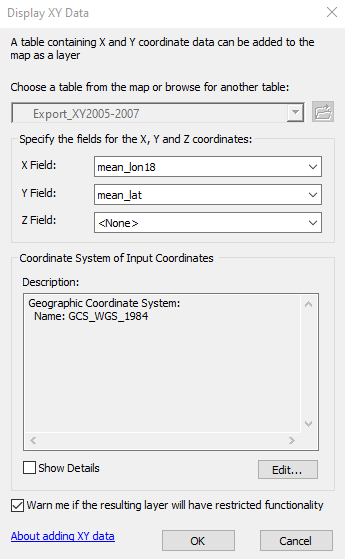 Display XY Data
A table containing X and Y coordinate data can be added to the
map as a layer
Choose a table from the map or browse for another table:
Export_XY2005-2007
Specify the fields for the X, Y and Z coordinates:
X Field: mean_lon18
Y Field: mean_lat
Z Field: <None>
Coordinate System of Input Coordinates
Description:
Geographic Coordinate System:
Name: GCS_WGS_1984
Show Details Edit...
Warn me if the resulting layer will have restricted functionality
About adding XY data OK Cancel